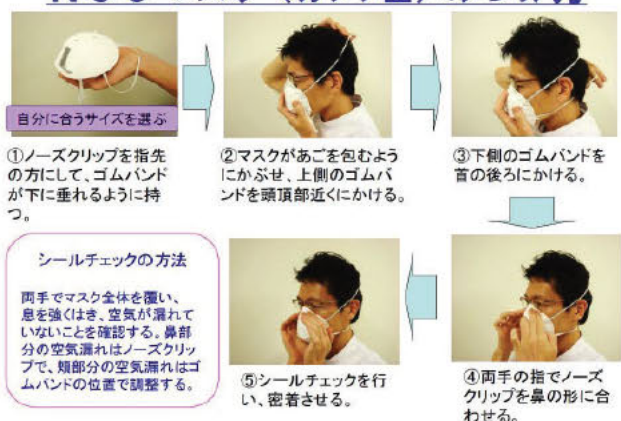 自分に合うサイズを選ぶ
①ノーズクリップを指先
の方にして、ゴムバンド
が下に垂れるように持
つ。
②マスクがあごを包むよう
にかぶせ、上側のゴムバ
ンドを頭頂部近くにかける。
③下側のゴムバンドを
首の後ろにかける。
④両手の指でノーズ
クリップを鼻の形に合
わせる。
⑤シールチェックを行
い、密着させる。
シールチェックの方法
両手でマスク全体を覆い、
息を強くはき、空気が漏れて
いないことを確認する。鼻部
分の空気漏れはノーズクリッ
プで、頬部分の空気漏れはゴ
ムバンドの位置で調整する。